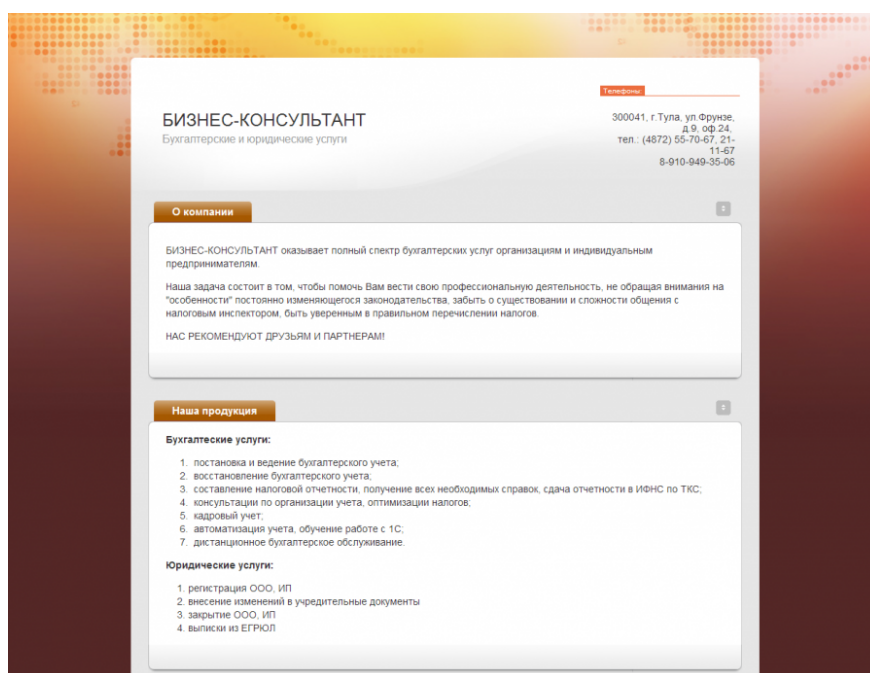 Телефоны:
БИЗНЕС-КОНСУЛЬТАНТ
Бухгалтерские и юридические услуги
300041, г.Тула, ул.Фрунзе,
д.9, оф.24,
тел.: (4872) 55-70-67, 21-
11-67
8-910-949-35-06
О компании
БИЗНЕС-КОНСУЛЬТАНТ оказывает полный спектр бухгалтерских услуг организациям и индивидуальным
предпринимателям.
Наша задача состоит в том, чтобы помочь Вам вести свою профессиональную деятельность, не обращая внимания на
"особенности" постоянно изменяющегося законодательства, забыть о существовании и сложности общения с
налоговым инспектором, быть уверенным в правильном перечислении налогов.
НАС РЕКОМЕНДУЮТ ДРУЗЬЯМ И ПАРТНЕРАМ!
Наша продукция
Бухгалтеские услуги:
1. постановка и ведение бухгалтерского учета;
2. восстановление бухгалтерского учета;
3. составление налоговой отчетности, получение всех необходимых справок, сдача отчетности в ИФНС по ТКС;
4. консультации по организации учета, оптимизации налогов;
5. кадровый учет;
6. автоматизация учета, обучение работе с 1С;
7. дистанционное бухгалтерское обслуживание.
Юридические услуги:
1. регистрация ООО, ИП
2. внесение изменений в учредительные документы
3. закрытие ООО, ИП
4. выписки из ЕГРЮЛ